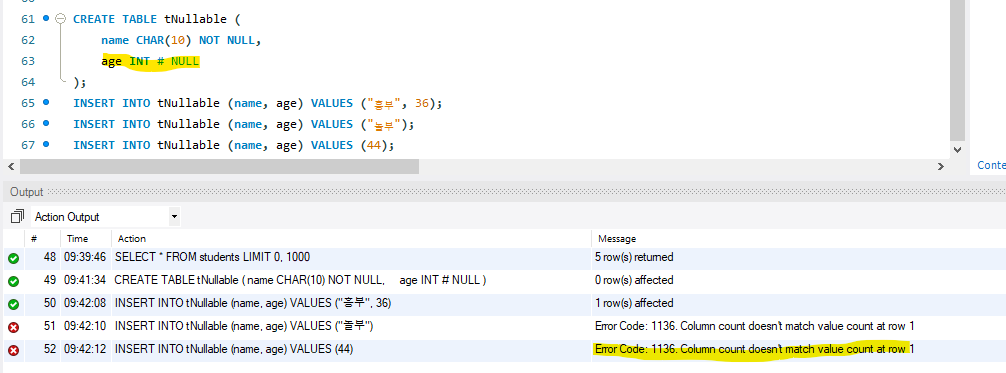 61 CREATE TABLE tNullable (
62 name CHAR(10) NOT NULL,
63 age INT # NULL
64 );
65 INSERT INTO tNullable (name, age) VALUES ("흥부", 36);
66 INSERT INTO tNullable (name, age) VALUES ("놀부");
67 INSERT INTO tNullable (name, age) VALUES (44);
Conte
Output
Action Output
# Time Action Message
48 09:39:46 SELECT * FROM students LIMIT 0, 1000 5 row(s) returned
49 09:41:34 CREATE TABLE tNullable ( name CHAR(10) NOT NULL, age INT # NULL ) 0 row(s) affected
50 09:42:08 INSERT INTO tNullable (name, age) VALUES ("흥부", 36) 1 row(s) affected
51 09:42:10 INSERT INTO tNullable (name, age) VALUES ("놀부") Error Code: 1136. Column count doesn't match value count at row 1
52 09:42:12 INSERT INTO tNullable (name, age) VALUES (44) Error Code: 1136. Column count doesn't match value count at row 1